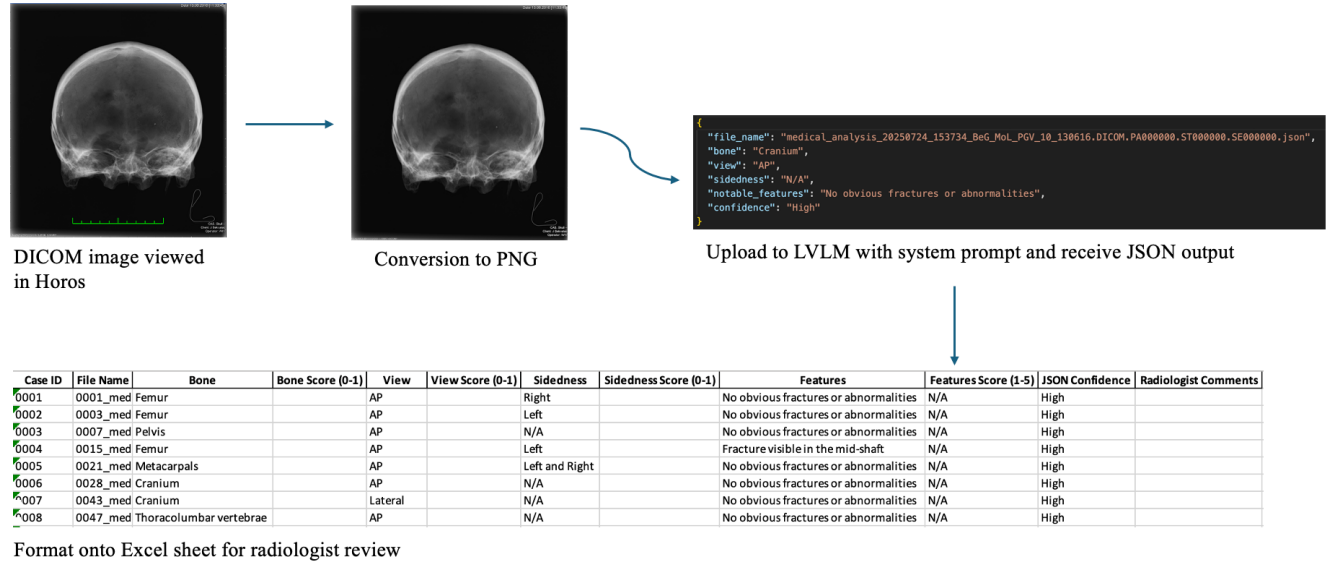 DICOM image viewed
in Horos
Conversion to PNG
{
"file_name": "medical_analysis_20250724_153734_BeG_MoL_PGV_10_130616.DICOM.PA000000.ST000000.SE000000.json",
"bone": "Cranium",
"view": "AP",
"sidedness": "N/A",
"notable_features": "No obvious fractures or abnormalities",
"confidence": "High"
}
Upload to LVLM with system prompt and receive JSON output
Case ID File Name Bone Bone Score (0-1) View View Score (0-1) Sidedness Sidedness Score (0-1) Features Features Score (1-5) JSON Confidence Radiologist Comments
0001 0001_med Femur AP Right No obvious fractures or abnormalities N/A High
0002 0003_med Femur AP Left No obvious fractures or abnormalities N/A High
0003 0007_med Pelvis AP N/A No obvious fractures or abnormalities N/A High
0004 0015_med Femur AP Left Fracture visible in the mid-shaft N/A High
0005 0021_med Metacarpals AP Left and Right No obvious fractures or abnormalities N/A High
0006 0028_med Cranium AP N/A No obvious fractures or abnormalities N/A High
0007 0043_med Cranium Lateral N/A No obvious fractures or abnormalities N/A High
0008 0047_med Thoracolumbar vertebrae AP N/A No obvious fractures or abnormalities N/A High
Format onto Excel sheet for radiologist review